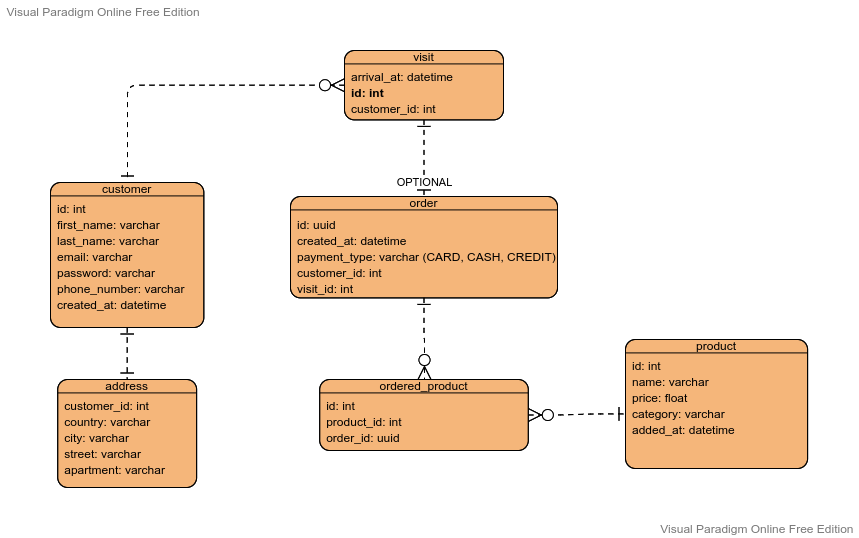 Visual Paradigm Online Free Edition
visit
arrival_at: datetime
id: int
customer_id: int
customer
id: int
first_name: varchar
last_name: varchar
email: varchar
password: varchar
phone_number: varchar
created_at: datetime
OPTIONAL
order
id: uuid
created_at: datetime
payment_type: varchar (CARD, CASH, CREDIT)
customer_id: int
visit_id: int
address
customer_id: int
country: varchar
city: varchar
street: varchar
apartment: varchar
ordered_product
id: int
product_id: int
order_id: uuid
product
id: int
name: varchar
price: float
category: varchar
added_at: datetime
Visual Paradigm Online Free Edition